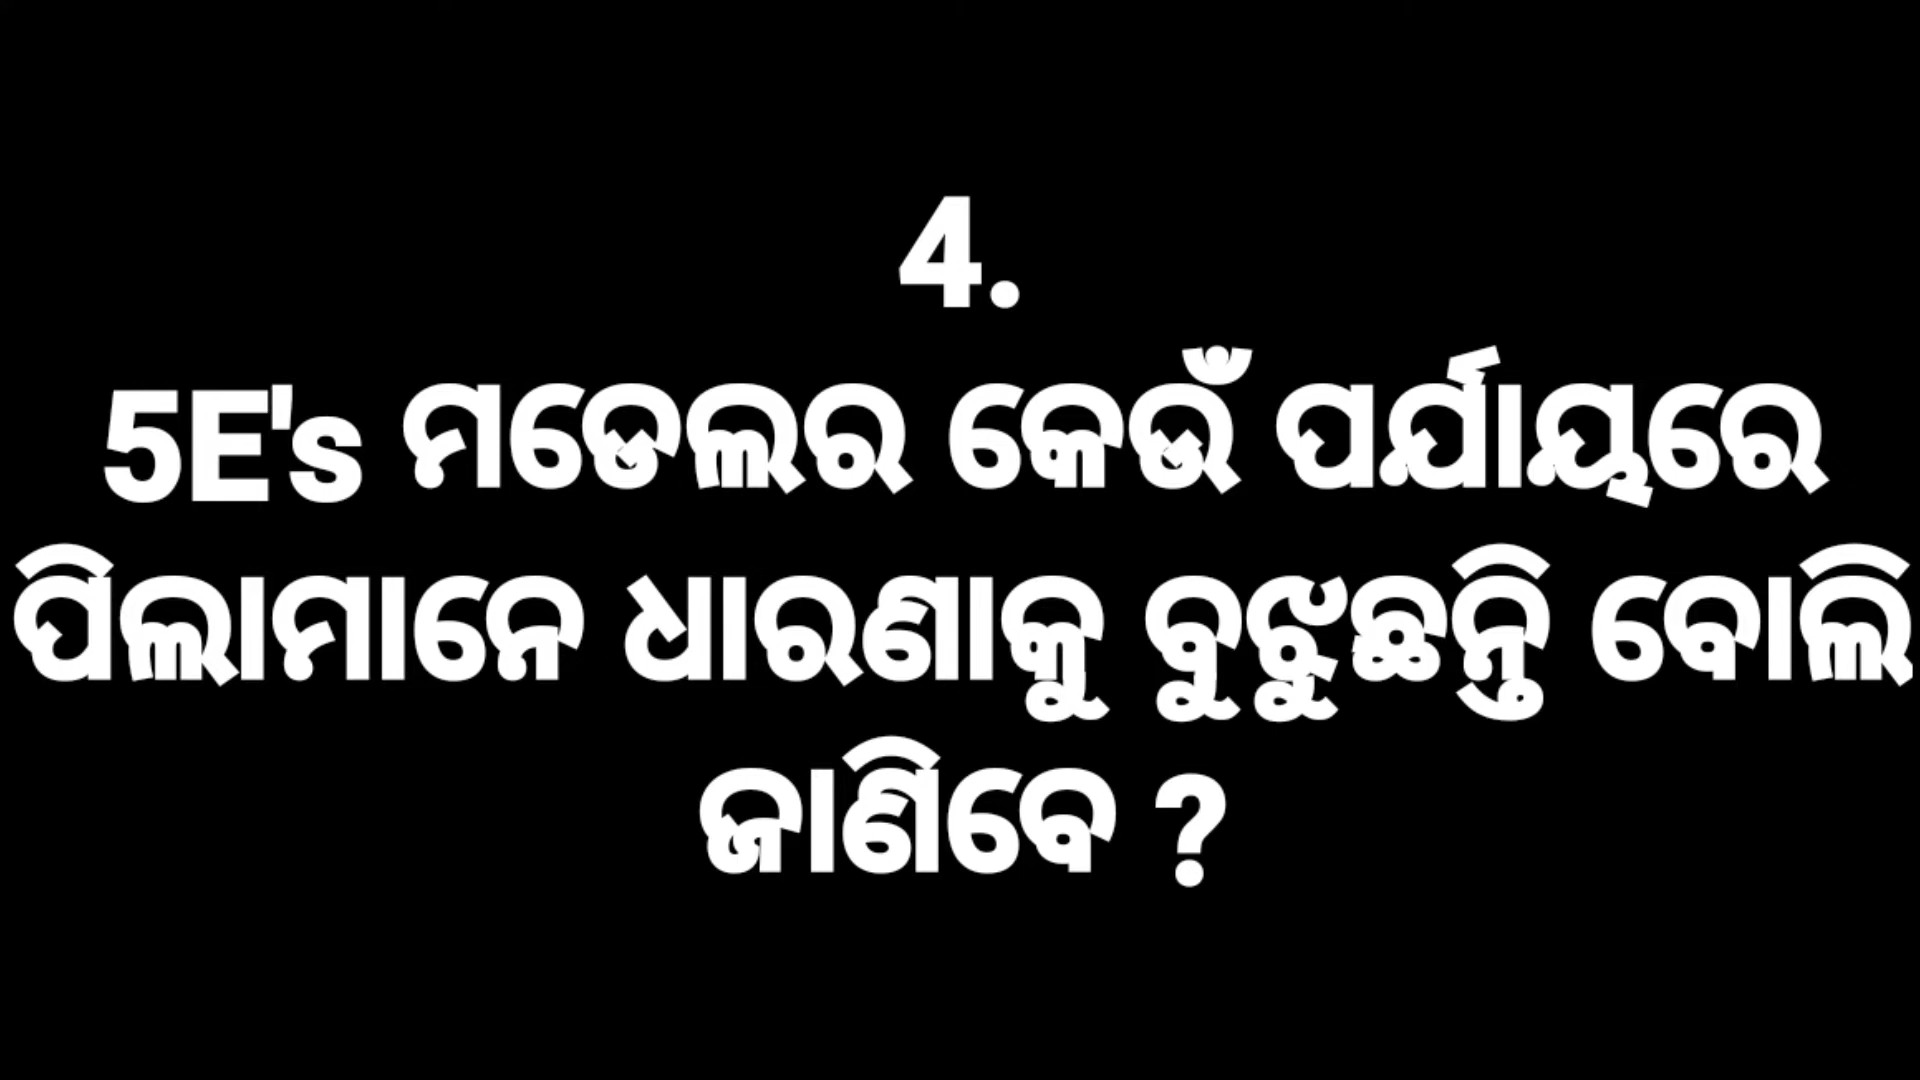 4.
5E's ମଡେଲର କେଉଁ ପର୍ଯାୟରେ
ପିଲାମାନେ ଧାରଣାକୁ ବୁଝୁଛନ୍ତି ବୋଲି
ଜାଣିବେ ?